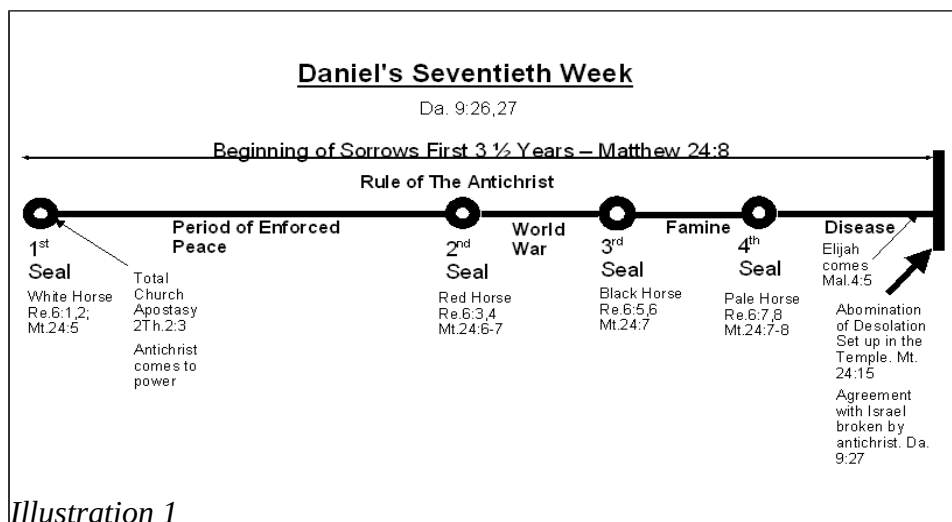 Daniel's Seventieth Week
Da. 9:26,27
Beginning of Sorrows First 3 ½ Years – Matthew 24:8
Rule of The Antichrist
Period of Enforced
Peace
World
War
Famine
Disease
1st
Seal
White Horse
Re.6:1,2;
Mt.24:5
Total
Church
Apostasy
2Th.2:3
Antichrist
comes to
power
2nd
Seal
Red Horse
Re.6:3,4
Mt.24:6-7
3rd
Seal
Black Horse
Re.6:5,6
Mt.24:7
4th
Seal
Pale Horse
Re.6:7,8
Mt.24:7-8
Elijah
comes
Mal.4:5
Abomination
of Desolation
Set up in the
Temple. Mt.
24:15
Agreement
with Israel
broken by
antichrist. Da.
9:27
Illustration 1